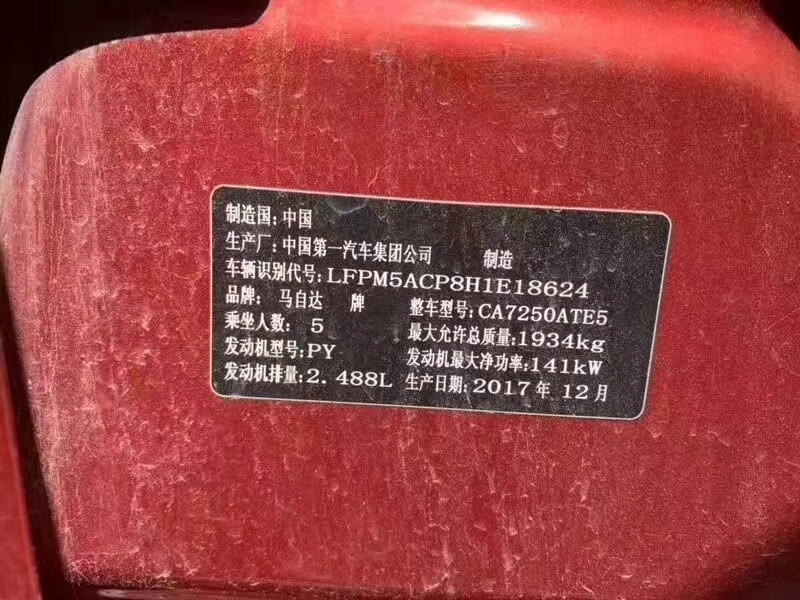 制造国: 中国
生产厂: 中国第一汽车集团公司 制造
车辆识别代号: LFPM5ACP8H1E18624
品牌: 马自达 牌 整车型号: CA7250ATE5
乘坐人数: 5 最大允许总质量: 1934kg
发动机型号: PY 发动机最大净功率: 141kW
发动机排量: 2. 488L 生产日期: 2017 年 12 月